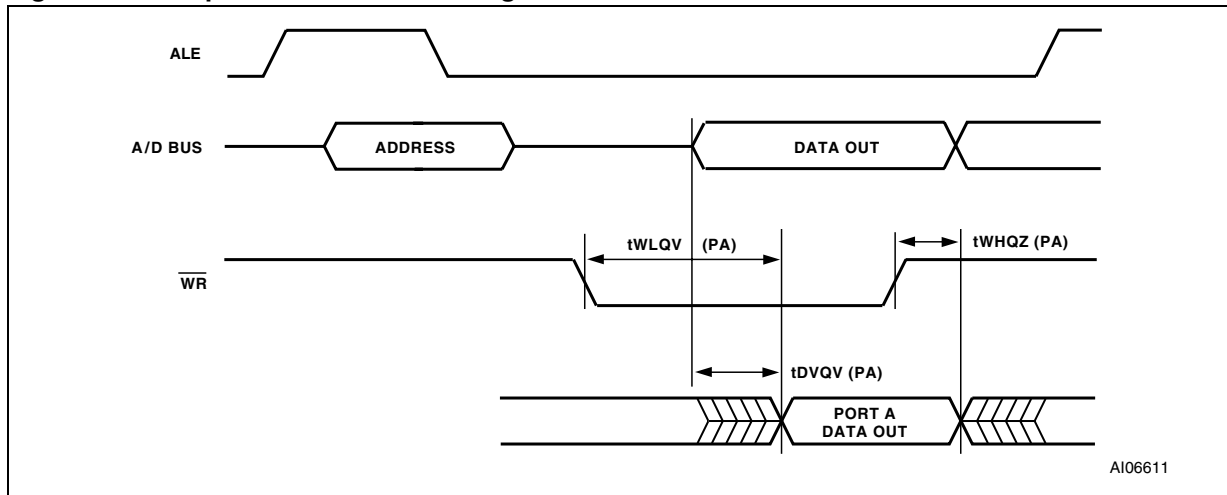 ALE
A/D BUS
ADDRESS
DATA OUT
tWLQV (PA)
tWHQZ (PA)
WR
tDVQV (PA)
PORT A
DATA OUT
AI06611